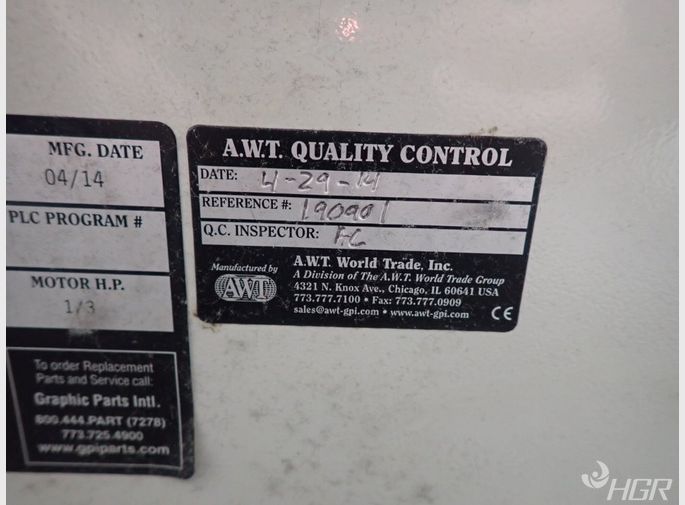 MFG. DATE
04/14
PLC PROGRAM #
MOTOR H.P.
1/3
To order Replacement
Parts and Service call:
Graphic Parts Intl.
800.444.PART (7278)
773.725.4900
www.gpiparts.com
A.W.T. QUALITY CONTROL
DATE: 4-29-14
REFERENCE #: 190901
Q.C. INSPECTOR:
Manufactured by
AWT
A.W.T. World Trade, Inc.
A Division of The A.W.T. World Trade Group
4321 N. Knox Ave., Chicago, IL 60641 USA
773.777.7100 • Fax: 773.777.0909
sales@awt-gpi.com • www.awt-gpi.com
CE
HGR